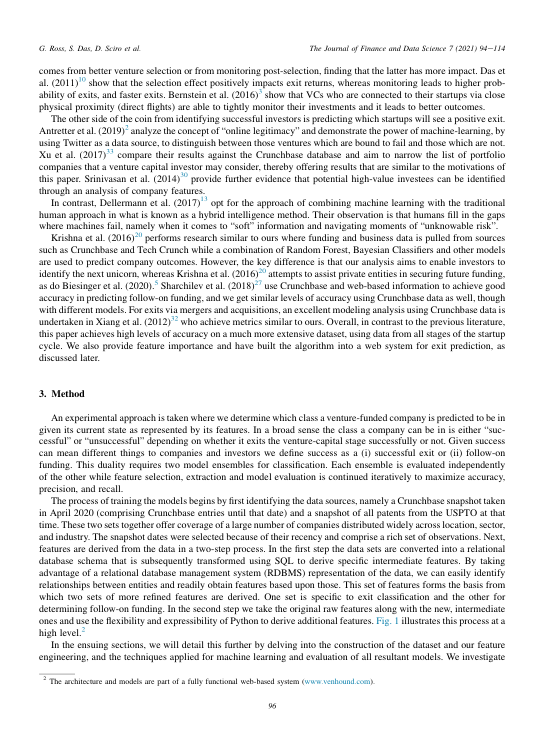 G. Ross, S. Das, D. Sciro et al.
The Journal of Finance and Data Science 7 (2021) 94–114
comes from better venture selection or from monitoring post-selection, finding that the latter has more impact. Das et
al. (2011)10 show that the selection effect positively impacts exit returns, whereas monitoring leads to higher prob-
ability of exits, and faster exits. Bernstein et al. (2016)3 show that VCs who are connected to their startups via close
physical proximity (direct flights) are able to tightly monitor their investments and it leads to better outcomes.
The other side of the coin from identifying successful investors is predicting which startups will see a positive exit.
Antretter et al. (2019)2 analyze the concept of “online legitimacy” and demonstrate the power of machine-learning, by
using Twitter as a data source, to distinguish between those ventures which are bound to fail and those which are not.
Xu et al. (2017)33 compare their results against the Crunchbase database and aim to narrow the list of portfolio
companies that a venture capital investor may consider, thereby offering results that are similar to the motivations of
this paper. Srinivasan et al. (2014)30 provide further evidence that potential high-value investees can be identified
through an analysis of company features.
In contrast, Dellermann et al. (2017)13 opt for the approach of combining machine learning with the traditional
human approach in what is known as a hybrid intelligence method. Their observation is that humans fill in the gaps
where machines fail, namely when it comes to “soft” information and navigating moments of “unknowable risk”.
Krishna et al. (2016)20 performs research similar to ours where funding and business data is pulled from sources
such as Crunchbase and Tech Crunch while a combination of Random Forest, Bayesian Classifiers and other models
are used to predict company outcomes. However, the key difference is that our analysis aims to enable investors to
identify the next unicorn, whereas Krishna et al. (2016)20 attempts to assist private entities in securing future funding,
as do Biesinger et al. (2020).5 Sharchilev et al. (2018)27 use Crunchbase and web-based information to achieve good
accuracy in predicting follow-on funding, and we get similar levels of accuracy using Crunchbase data as well, though
with different models. For exits via mergers and acquisitions, an excellent modeling analysis using Crunchbase data is
undertaken in Xiang et al. (2012)32 who achieve metrics similar to ours. Overall, in contrast to the previous literature,
this paper achieves high levels of accuracy on a much more extensive dataset, using data from all stages of the startup
cycle. We also provide feature importance and have built the algorithm into a web system for exit prediction, as
discussed later.
3. Method
An experimental approach is taken where we determine which class a venture-funded company is predicted to be in
given its current state as represented by its features. In a broad sense the class a company can be in is either “suc-
cessful” or “unsuccessful” depending on whether it exits the venture-capital stage successfully or not. Given success
can mean different things to companies and investors we define success as a (i) successful exit or (ii) follow-on
funding. This duality requires two model ensembles for classification. Each ensemble is evaluated independently
of the other while feature selection, extraction and model evaluation is continued iteratively to maximize accuracy,
precision, and recall.
The process of training the models begins by first identifying the data sources, namely a Crunchbase snapshot taken
in April 2020 (comprising Crunchbase entries until that date) and a snapshot of all patents from the USPTO at that
time. These two sets together offer coverage of a large number of companies distributed widely across location, sector,
and industry. The snapshot dates were selected because of their recency and comprise a rich set of observations. Next,
features are derived from the data in a two-step process. In the first step the data sets are converted into a relational
database schema that is subsequently transformed using SQL to derive specific intermediate features. By taking
advantage of a relational database management system (RDBMS) representation of the data, we can easily identify
relationships between entities and readily obtain features based upon those. This set of features forms the basis from
which two sets of more refined features are derived. One set is specific to exit classification and the other for
determining follow-on funding. In the second step we take the original raw features along with the new, intermediate
ones and use the flexibility and expressibility of Python to derive additional features. Fig. 1 illustrates this process at a
high level.2
In the ensuing sections, we will detail this further by delving into the construction of the dataset and our feature
engineering, and the techniques applied for machine learning and evaluation of all resultant models. We investigate
2 The architecture and models are part of a fully functional web-based system (www.venhound.com).
96